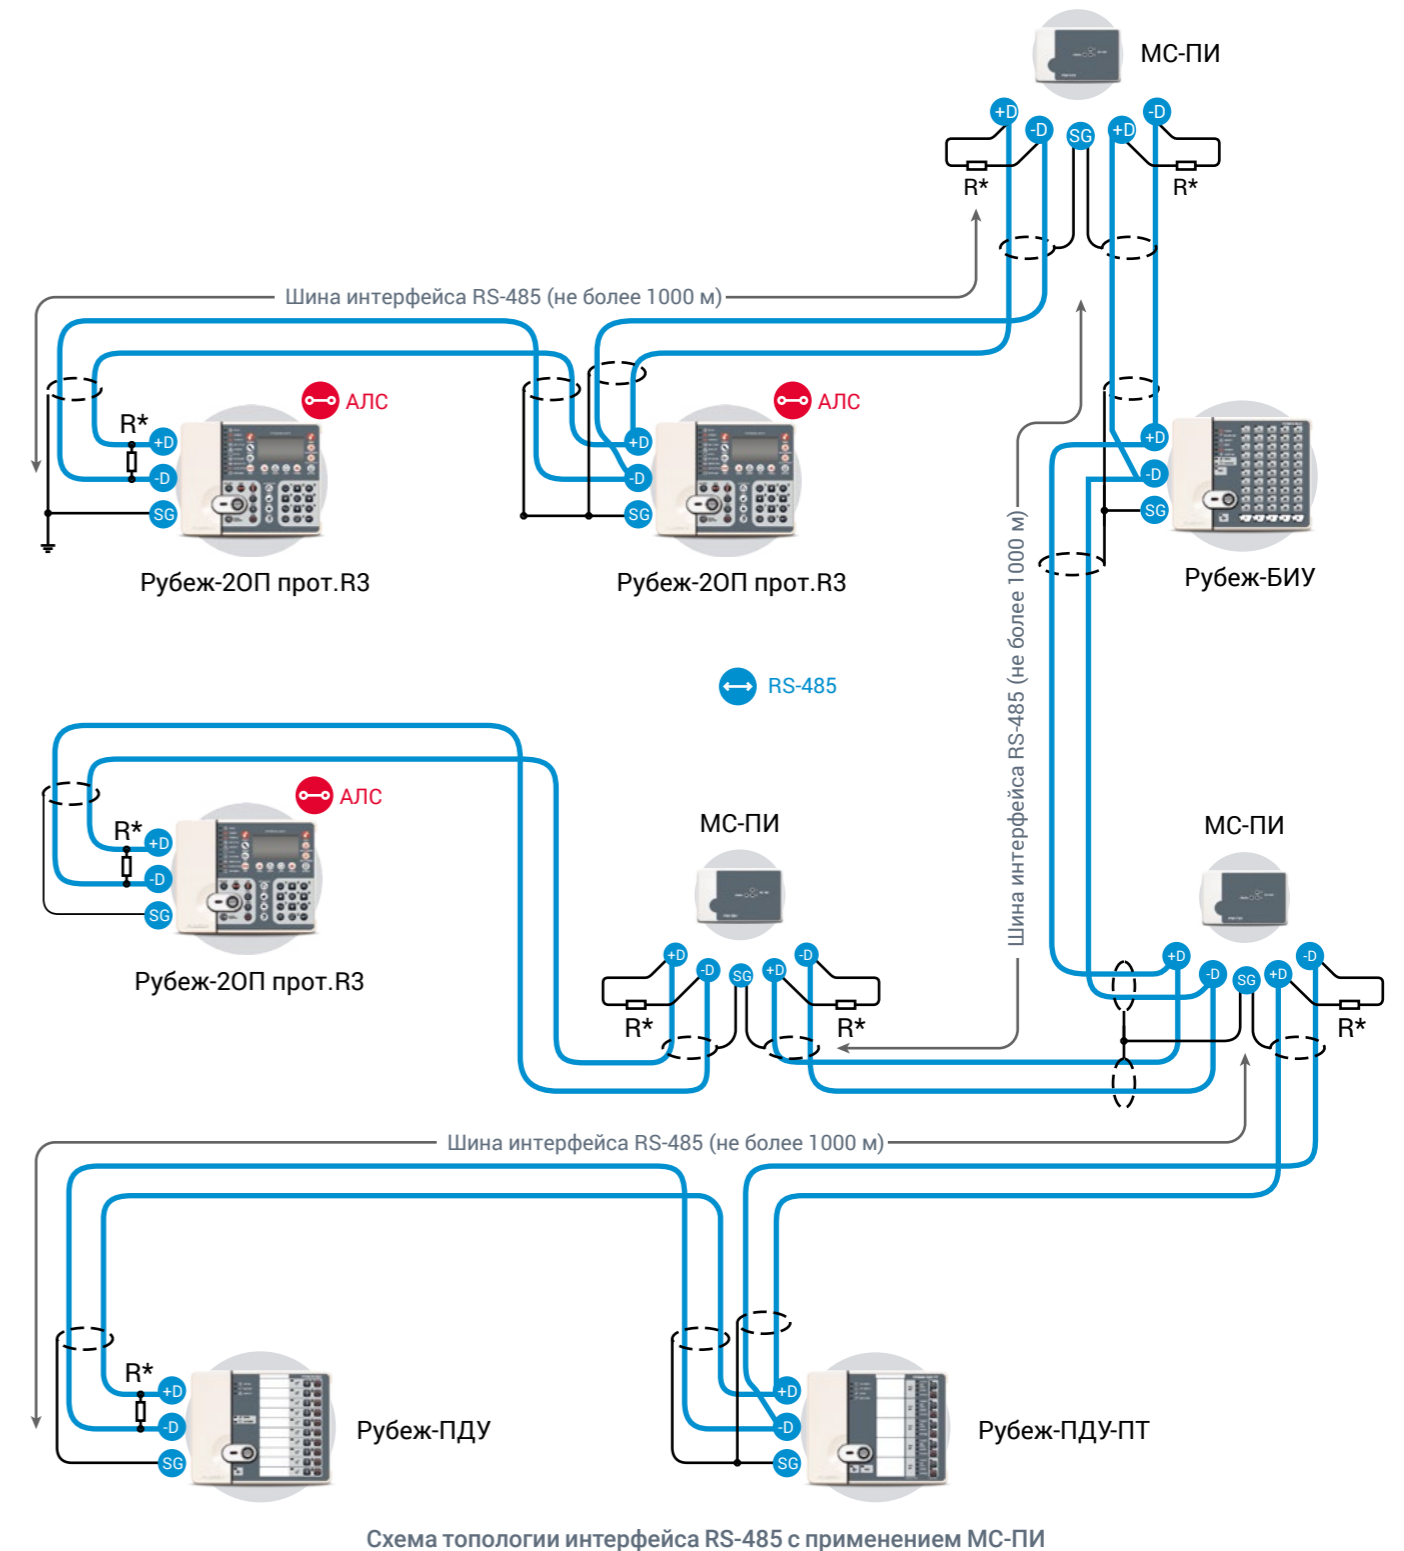 МС-ПИ
+D
-D
SG
+D
-D
R*
R*
Шина интерфейса RS-485 (не более 1000 м)
АЛС
АЛС
R*
+D
-D
SG
+D
-D
SG
+D
-D
SG
Рубеж-2ОП прот.R3
Рубеж-2ОП прот.R3
Рубеж-БИУ
Шина интерфейса RS-485 (не более 1000 м)
RS-485
АЛС
R*
+D
-D
SG
Рубеж-2ОП прот.R3
МС-ПИ
МС-ПИ
+D
-D
SG
+D
-D
+D
-D
SG
+D
-D
R*
R*
R*
Шина интерфейса RS-485 (не более 1000 м)
R*
+D
-D
SG
Рубеж-ПДУ
+D
-D
SG
Рубеж-ПДУ-ПТ
Схема топологии интерфейса RS-485 с применением МС-ПИ